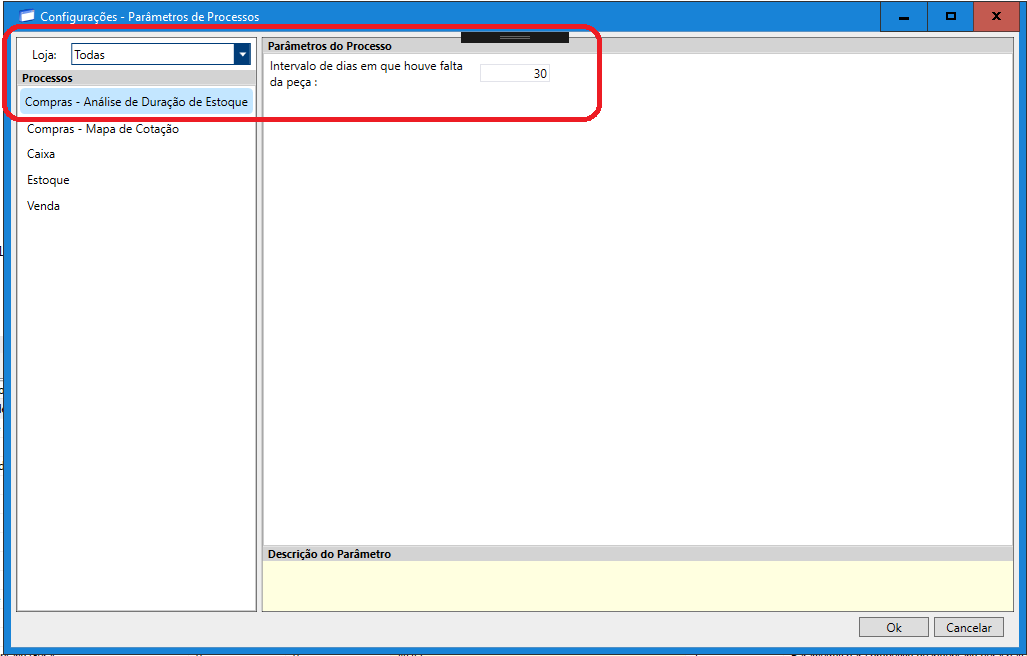 Configurações - Parâmetros de Processos
Loja: Todas
Processos
Compras - Análise de Duração de Estoque
Compras - Mapa de Cotação
Caixa
Estoque
Venda
Parâmetros do Processo
Intervalo de dias em que houve falta
da peça : 30
Descrição do Parâmetro
Ok Cancelar